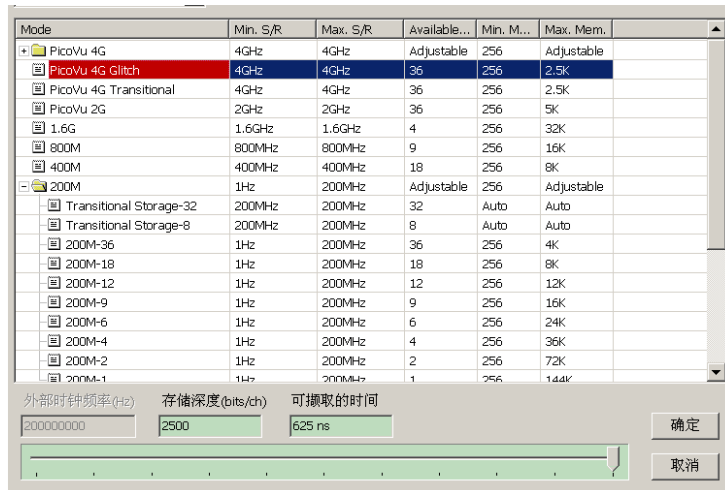 Mode Min. S/R Max. S/R Available... Min. M... Max. Mem.
PicoVu 4G 4GHz 4GHz Adjustable 256 Adjustable
PicoVu 4G Glitch 4GHz 4GHz 36 256 2.5K
PicoVu 4G Transitional 4GHz 4GHz 36 256 2.5K
PicoVu 2G 2GHz 2GHz 36 256 5K
1.6G 1.6GHz 1.6GHz 4 256 32K
800M 800MHz 800MHz 9 256 16K
400M 400MHz 400MHz 18 256 8K
200M 1Hz 200MHz Adjustable 256 Adjustable
Transitional Storage-32 200MHz 200MHz 32 Auto Auto
Transitional Storage-8 200MHz 200MHz 8 Auto Auto
200M-36 1Hz 200MHz 36 256 4K
200M-18 1Hz 200MHz 18 256 8K
200M-12 1Hz 200MHz 12 256 12K
200M-9 1Hz 200MHz 9 256 16K
200M-6 1Hz 200MHz 6 256 24K
200M-4 1Hz 200MHz 4 256 36K
200M-2 1Hz 200MHz 2 256 72K
200M-1 1Hz 200MHz 1 256 144K
外部时钟频率(Hz) 存储深度(bits/ch) 可撷取的时间
200000000 2500 625 ns 确定
取消